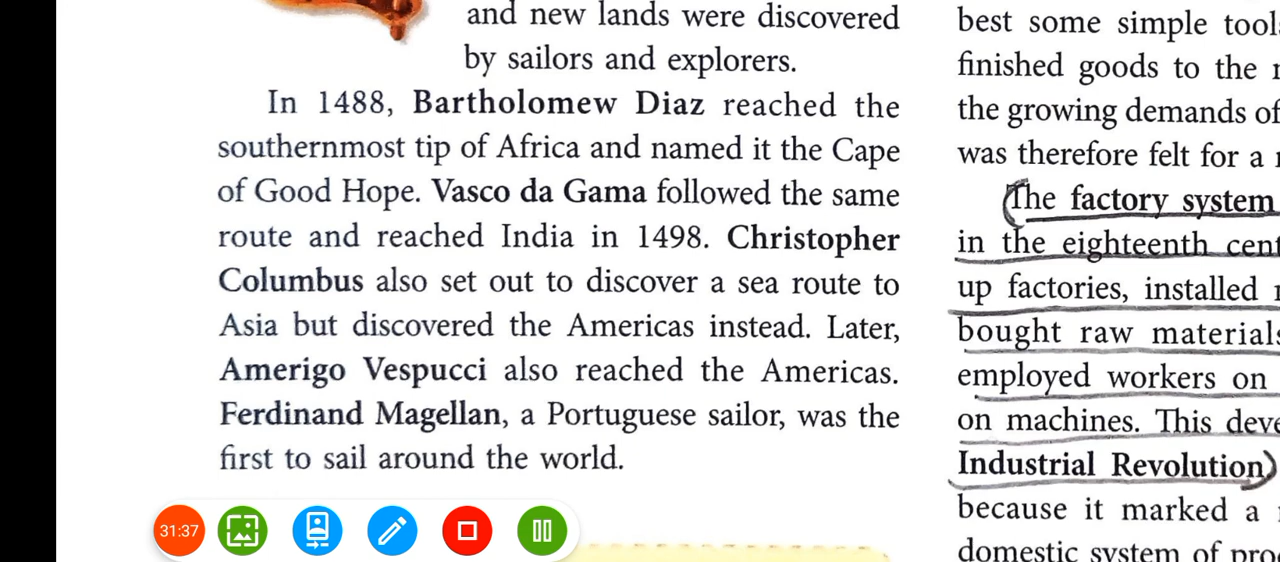 and new lands were discovered
by sailors and explorers.
In 1488, Bartholomew Diaz reached the
southernmost tip of Africa and named it the Cape
of Good Hope. Vasco da Gama followed the same
route and reached India in 1498. Christopher
Columbus also set out to discover a sea route to
Asia but discovered the Americas instead. Later,
Amerigo Vespucci also reached the Americas.
Ferdinand Magellan, a Portuguese sailor, was the
first to sail around the world.
31:37
best some simple
finished goods to the
the growing demands of
was therefore felt for a
The factory system
in the eighteenth
up factories, installed
bought raw materials
employed workers on
on machines. This
Industrial Revolution
because it marked a
domestic system of